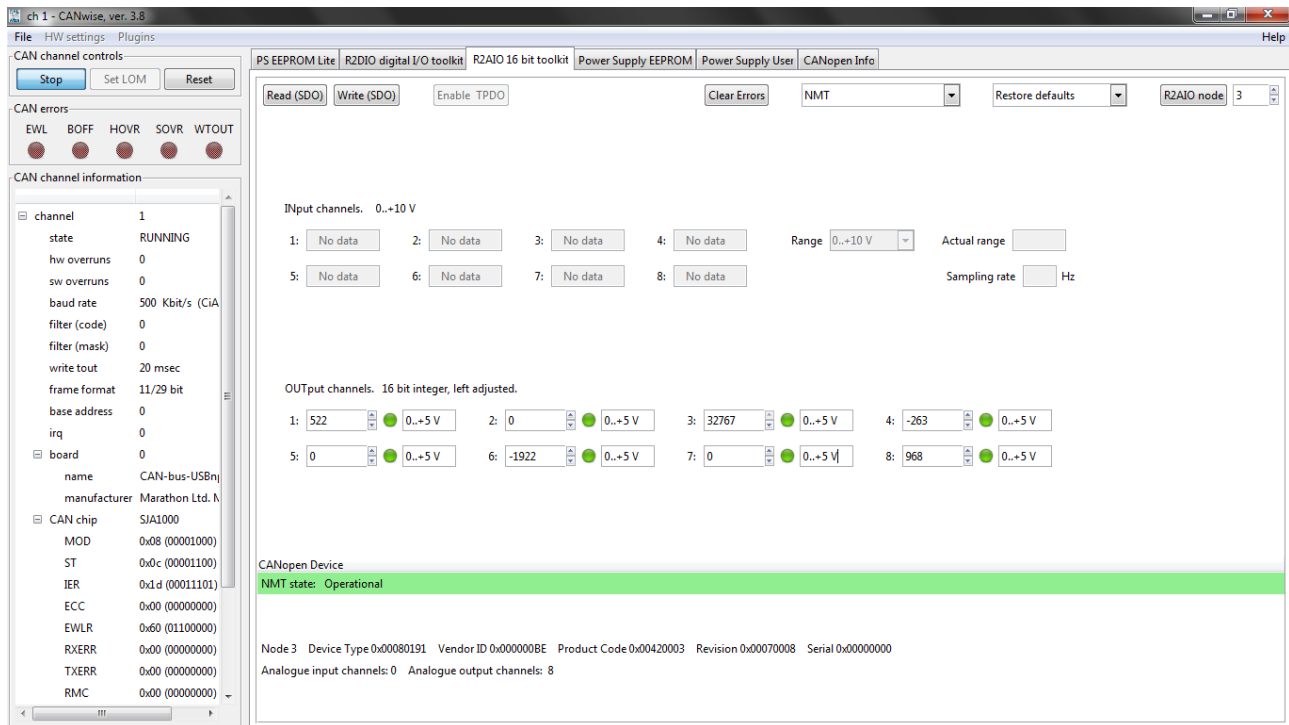 ch 1 - CANwise, ver. 3.8
File HW settings Plugins Help
CAN channel controls
Stop Set LOM Reset
CAN errors
EWL BOFF HOVR SOVR WTOUT
CAN channel information
channel 1
state RUNNING
hw overruns 0
sw overruns 0
baud rate 500 Kbit/s (CiA
filter (code) 0
filter (mask) 0
write tout 20 msec
frame format 11/29 bit
base address 0
irq 0
board 0
name CAN-bus-USBnp
manufacturer Marathon Ltd. M
CAN chip SJA1000
MOD 0x08 (00001000)
ST 0x0c (00001100)
IER 0x1d (00011101)
ECC 0x00 (00000000)
EWLR 0x60 (01100000)
RXERR 0x00 (00000000)
TXERR 0x00 (00000000)
RMC 0x00 (00000000)
PS EEPROM Lite R2DIO digital I/O toolkit R2AIO 16 bit toolkit Power Supply EEPROM Power Supply User CANopen Info
Read (SDO) Write (SDO) Enable TPDO Clear Errors NMT Restore defaults R2AIO node 3
INput channels. 0..+10 V
1: No data 2: No data 3: No data 4: No data Range 0..+10 V Actual range
5: No data 6: No data 7: No data 8: No data Sampling rate Hz
OUTput channels. 16 bit integer, left adjusted.
1: 522 0..+5 V 2: 0 0..+5 V 3: 32767 0..+5 V 4: -263 0..+5 V
5: 0 0..+5 V 6: -1922 0..+5 V 7: 0 0..+5 V 8: 968 0..+5 V
CANopen Device
NMT state: Operational
Node 3 Device Type 0x00080191 Vendor ID 0x000000BE Product Code 0x00420003 Revision 0x00070008 Serial 0x00000000
Analogue input channels: 0 Analogue output channels: 8